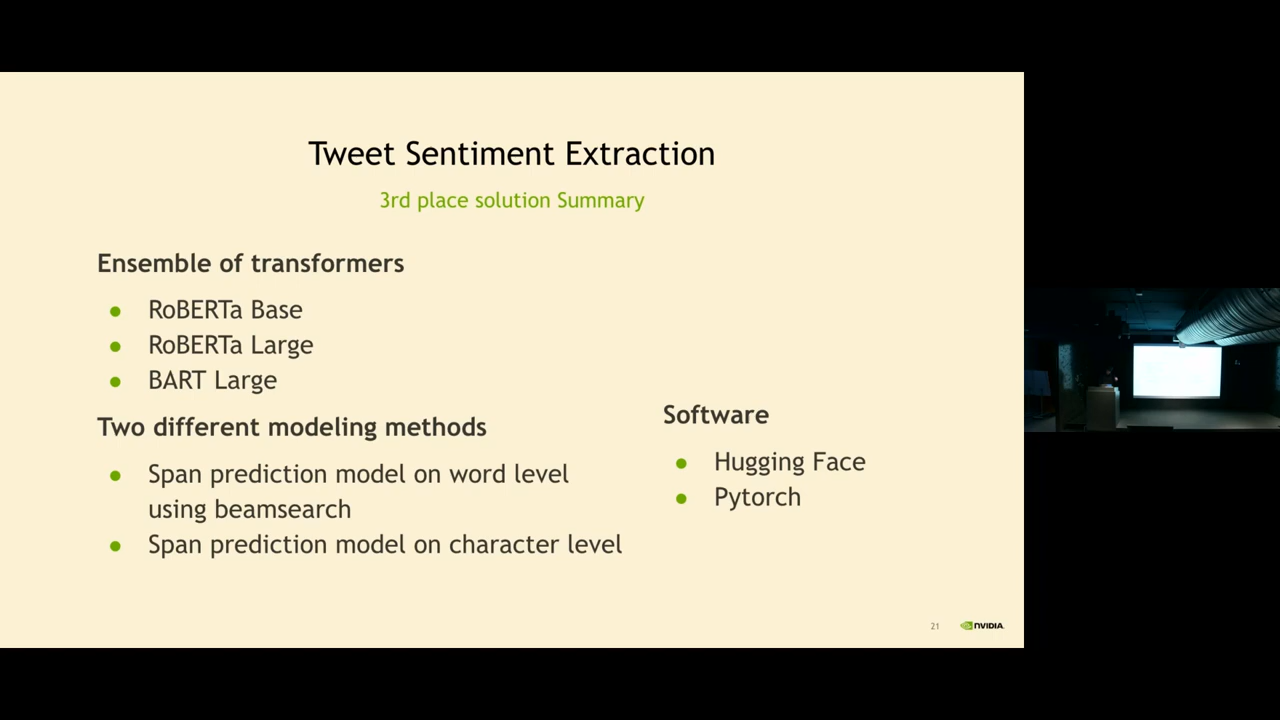 Tweet Sentiment Extraction
3rd place solution Summary
Ensemble of transformers
● RoBERTa Base
● RoBERTa Large
● BART Large
Two different modeling methods
● Span prediction model on word level
using beamsearch
● Span prediction model on character level
Software
● Hugging Face
● Pytorch
21
NVIDIA